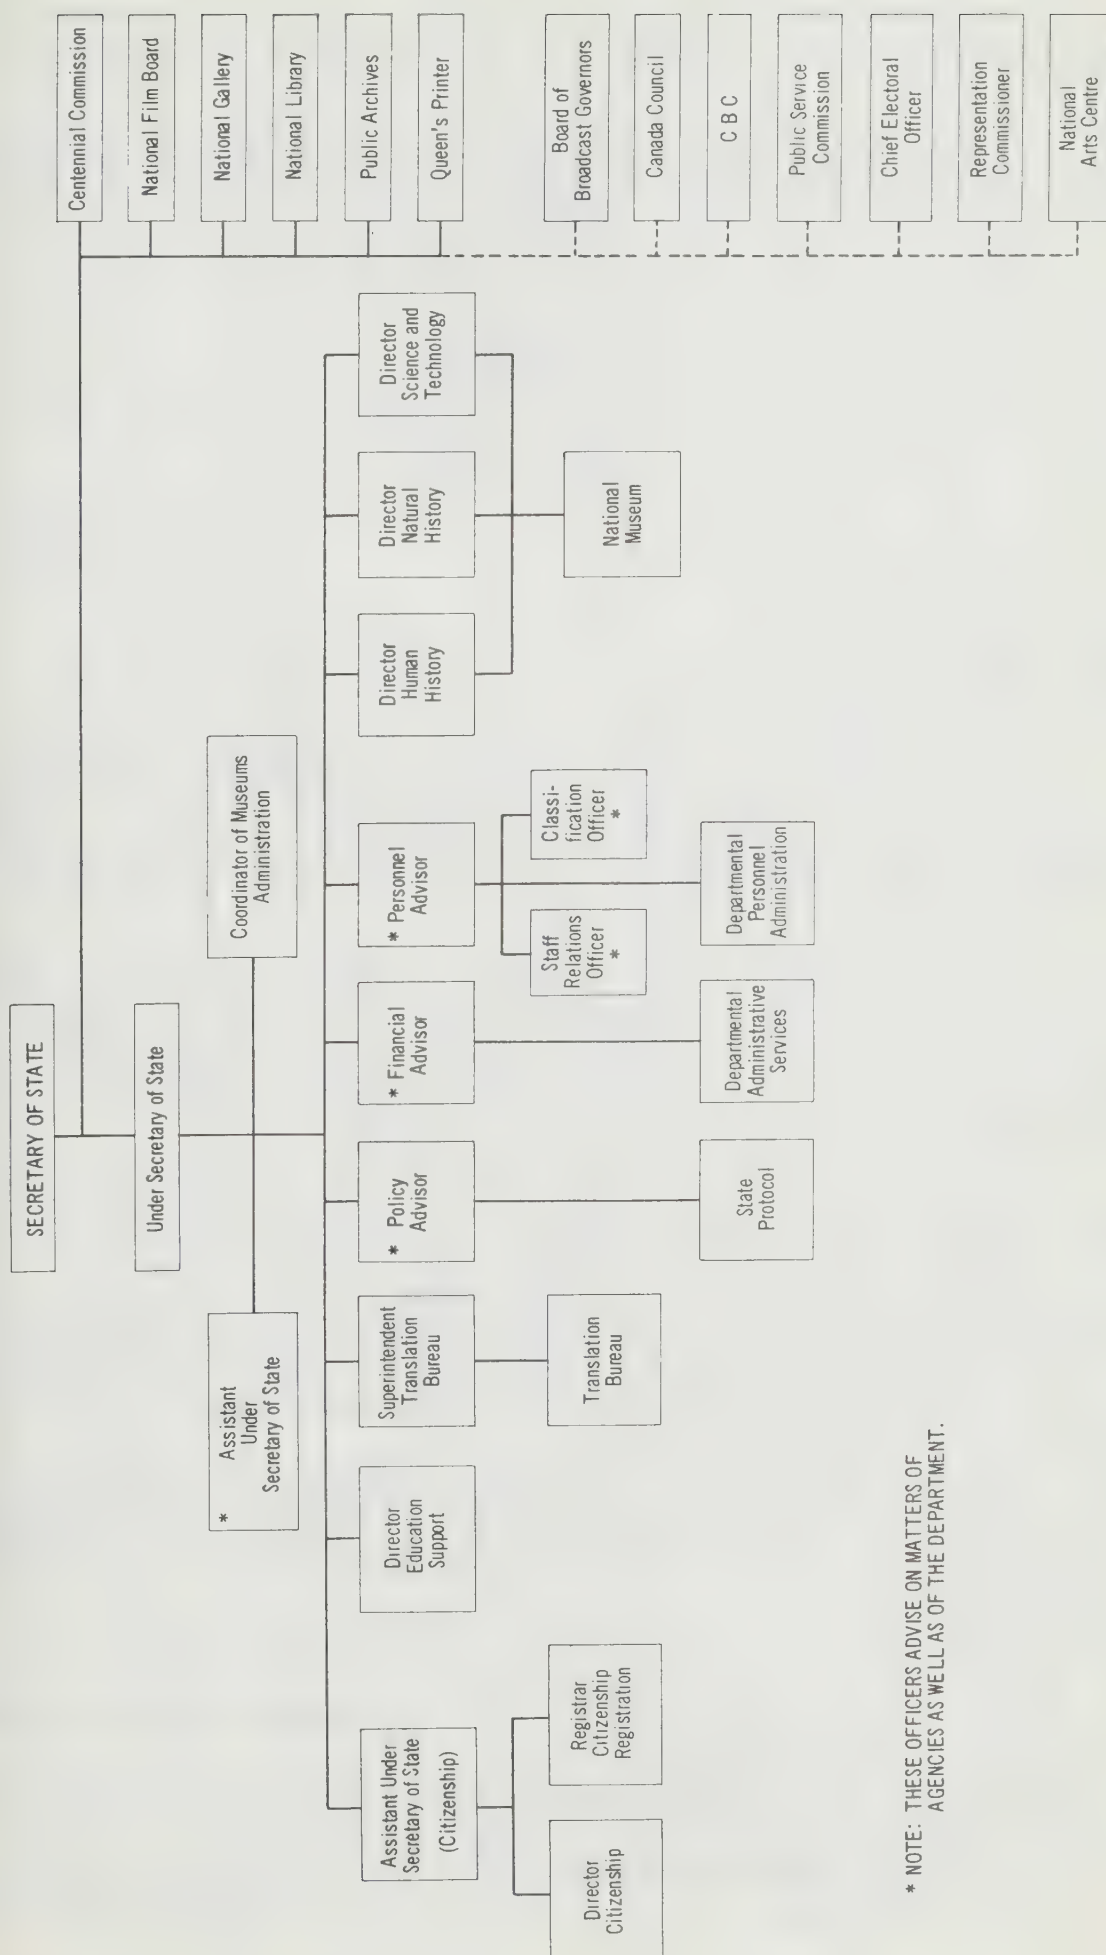 SECRETARY OF STATE
Under Secretary of State
*
Assistant
Under
Secretary of State
Coordinator of Museums
Administration
Assistant Under
Secretary of State
(Citizenship)
Director
Education
Support
Superintendent
Translation
Bureau
* Policy
Advisor
* Financial
Advisor
* Personnel
Advisor
Director
Human
History
Director
Natural
History
Director
Science and
Technology
Director
Citizenship
Registrar
Citizenship
Registration
Translation
Bureau
Staff
Relations
Officer
*
Classi-
fication
Officer
*
National
Museum
State
Protocol
Departmental
Administrative
Services
Departmental
Personnel
Administration
Centennial Commission
National Film Board
National Gallery
National Library
Public Archives
Queen's Printer
Board of
Broadcast Governors
Canada Council
C B C
Public Service
Commission
Chief Electoral
Officer
Representation
Commissioner
National
Arts Centre
* NOTE: THESE OFFICERS ADVISE ON MATTERS OF
AGENCIES AS WELL AS OF THE DEPARTMENT.